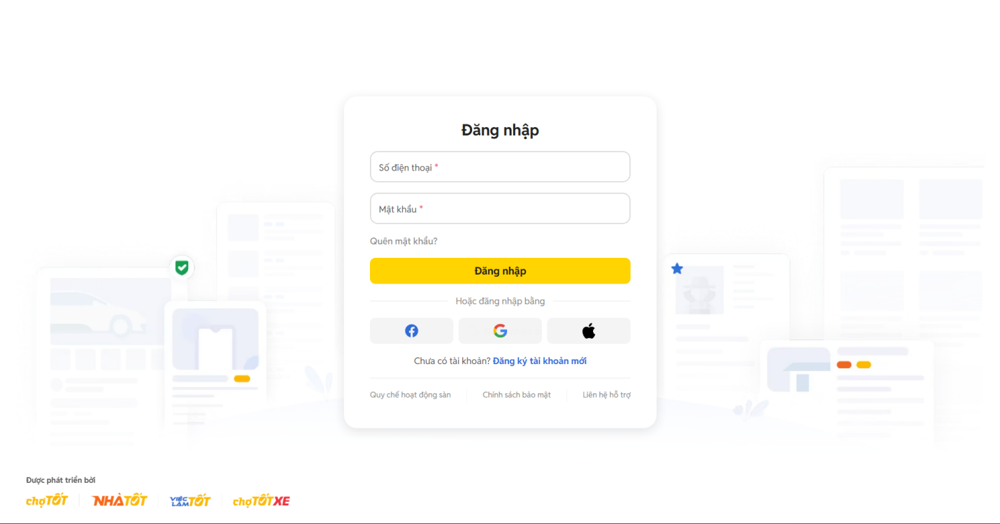 Đăng nhập
Số điện thoại *
Mật khẩu *
Quên mật khẩu?
Đăng nhập
Hoặc đăng nhập bằng
Chưa có tài khoản? Đăng ký tài khoản mới
Quy chế hoạt động sàn
Chính sách bảo mật
Liên hệ hỗ trợ
Được phát triển bởi
chợTỐT
NHÀTỐT
VIỆC LÀM TỐT
chợTỐTXE